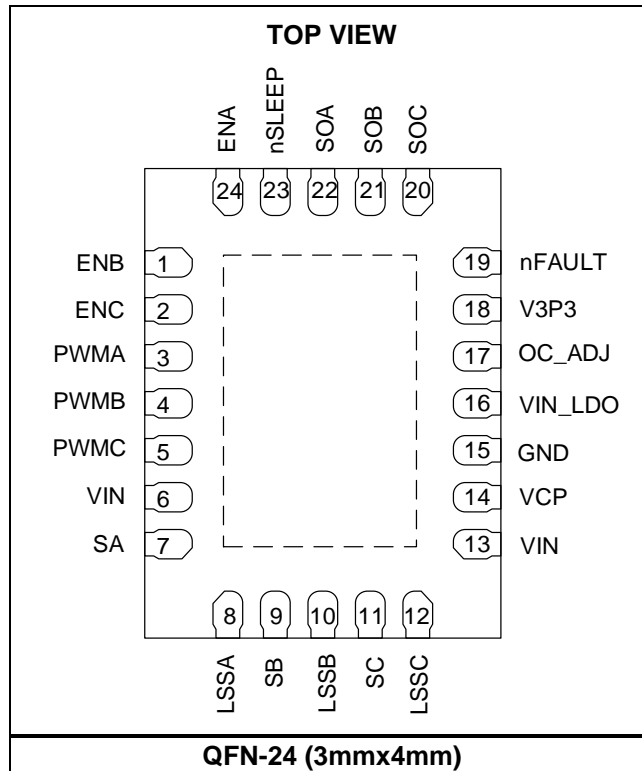 TOP VIEW
ENA
nSLEEP
SOA
SOB
SOC
24
23
22
21
20
ENB 1
19 nFAULT
ENC 2
18 V3P3
PWMA 3
17 OC_ADJ
PWMB 4
16 VIN_LDO
PWMC 5
15 GND
VIN 6
14 VCP
SA 7
13 VIN
8
9
10
11
12
LSSA
SB
LSSB
SC
LSSC
QFN-24 (3mmx4mm)